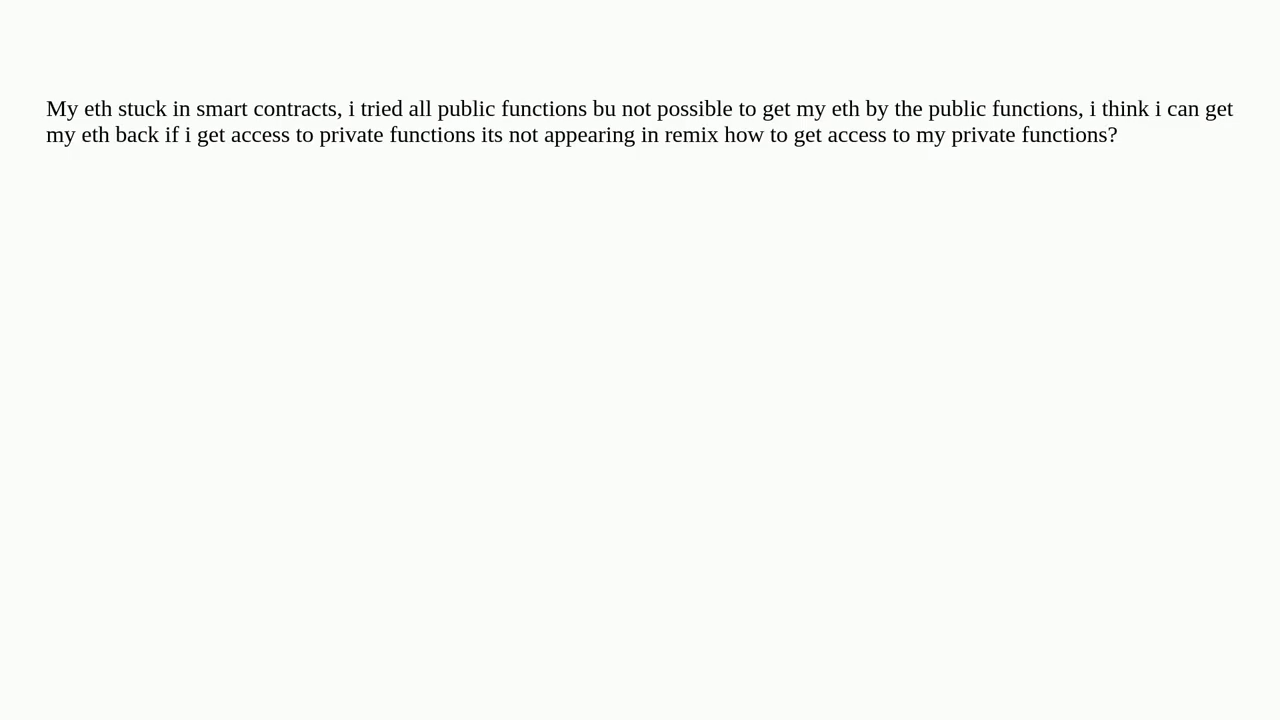 My eth stuck in smart contracts, i tried all public functions bu not possible to get my eth by the public functions, i think i can get
my eth back if i get access to private functions its not appearing in remix how to get access to my private functions?